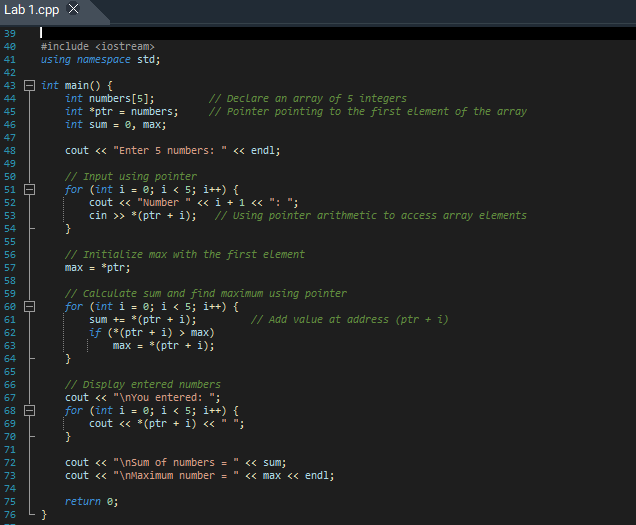 Lab 1.cpp
39
40 #include <iostream>
41 using namespace std;
42
43 int main() {
44     int numbers[5];         // Declare an array of 5 integers
45     int *ptr = numbers;     // Pointer pointing to the first element of the array
46     int sum = 0, max;
47
48     cout << "Enter 5 numbers: " << endl;
49
50     // Input using pointer
51     for (int i = 0; i < 5; i++) {
52         cout << "Number " << i + 1 << ": ";
53         cin >> *(ptr + i);   // Using pointer arithmetic to access array elements
54     }
55
56     // Initialize max with the first element
57     max = *ptr;
58
59     // Calculate sum and find maximum using pointer
60     for (int i = 0; i < 5; i++) {
61         sum += *(ptr + i);         // Add value at address (ptr + i)
62         if (*(ptr + i) > max)
63             max = *(ptr + i);
64     }
65
66     // Display entered numbers
67     cout << "\nYou entered: ";
68     for (int i = 0; i < 5; i++) {
69         cout << *(ptr + i) << " ";
70     }
71
72     cout << "\nSum of numbers = " << sum;
73     cout << "\nMaximum number = " << max << endl;
74
75     return 0;
76 }